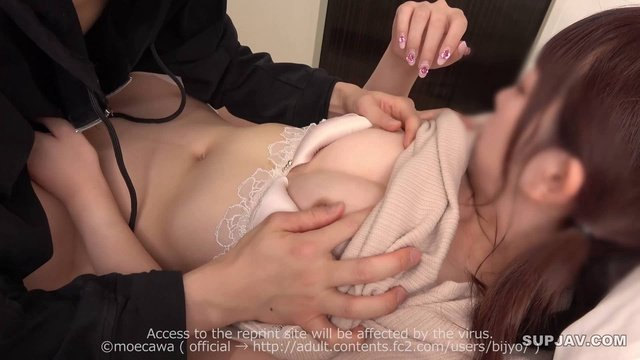 Access to the reprint site will be affected by the virus.
©moecawa ( official → http://adult.contents.fc2.com/users/bijyo/ )
SUPJAV.COM